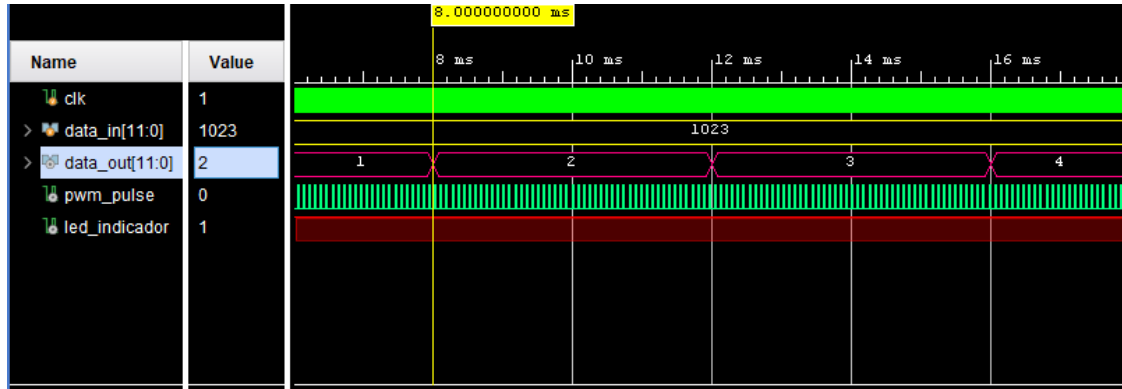 8.000000000 ms
Name Value 8 ms 10 ms 12 ms 14 ms 16 ms
clk 1
data_in[11:0] 1023 1023
data_out[11:0] 2 1 2 3 4
pwm_pulse 0
led_indicador 1